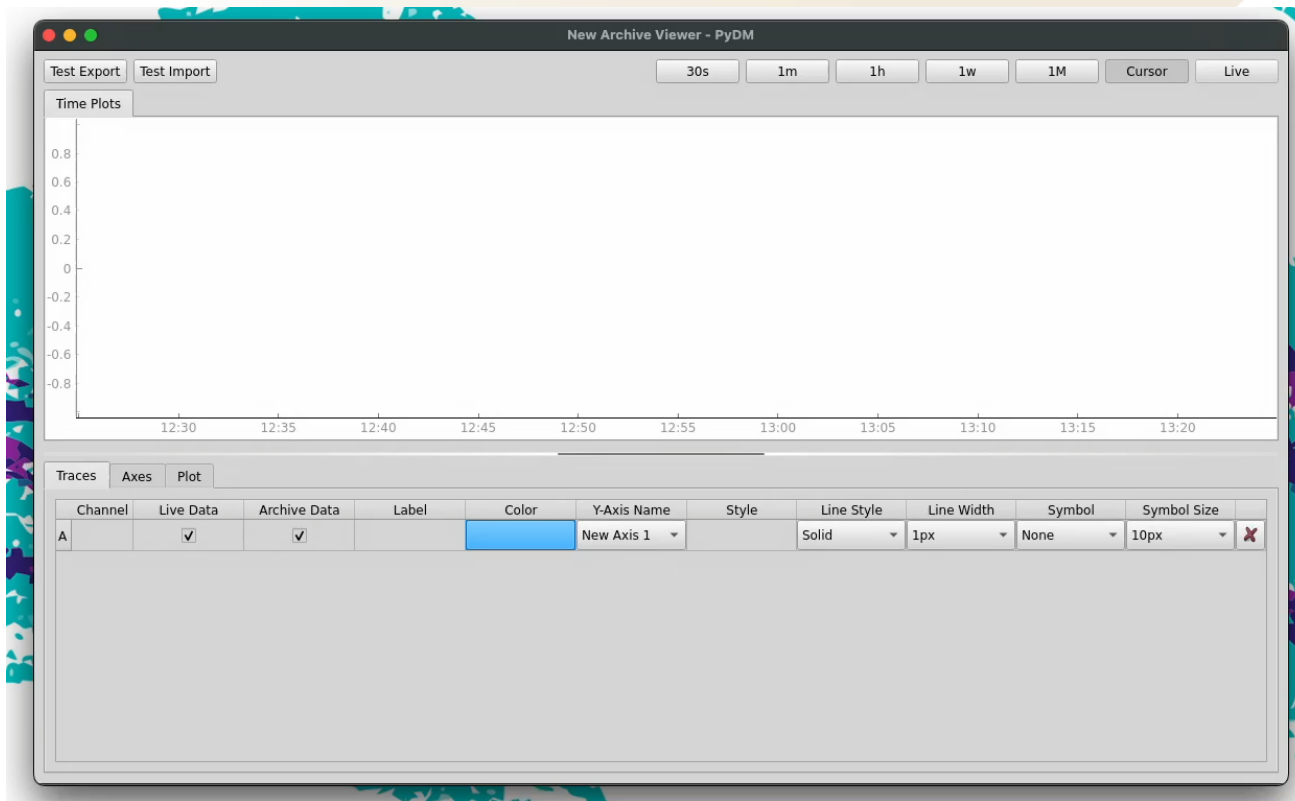 New Archive Viewer - PyDM
Test Export Test Import 30s 1m 1h 1w 1M Cursor Live
Time Plots
0.8
0.6
0.4
0.2
0
-0.2
-0.4
-0.6
-0.8
12:30 12:35 12:40 12:45 12:50 12:55 13:00 13:05 13:10 13:15 13:20
Traces Axes Plot
Channel Live Data Archive Data Label Color Y-Axis Name Style Line Style Line Width Symbol Symbol Size
A New Axis 1 Solid 1px None 10px